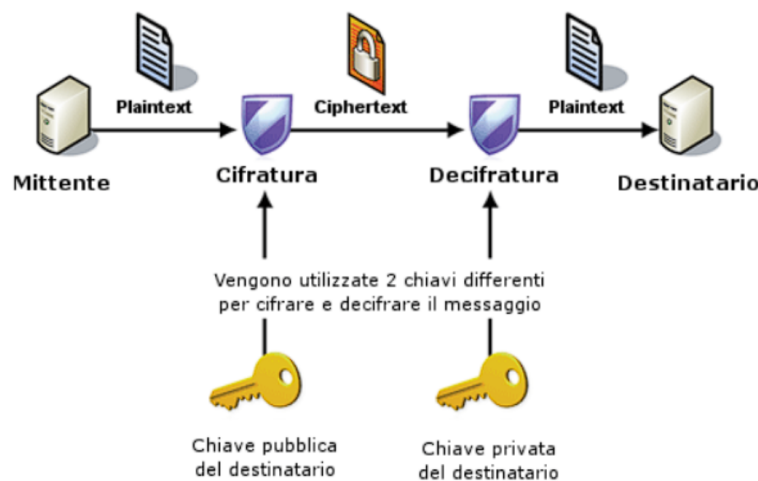 Plaintext
Ciphertext
Plaintext
Mittente
Cifratura
Decifratura
Destinatario
Vengono utilizzate 2 chiavi differenti
per cifrare e decifrare il messaggio
Chiave pubblica
del destinatario
Chiave privata
del destinatario